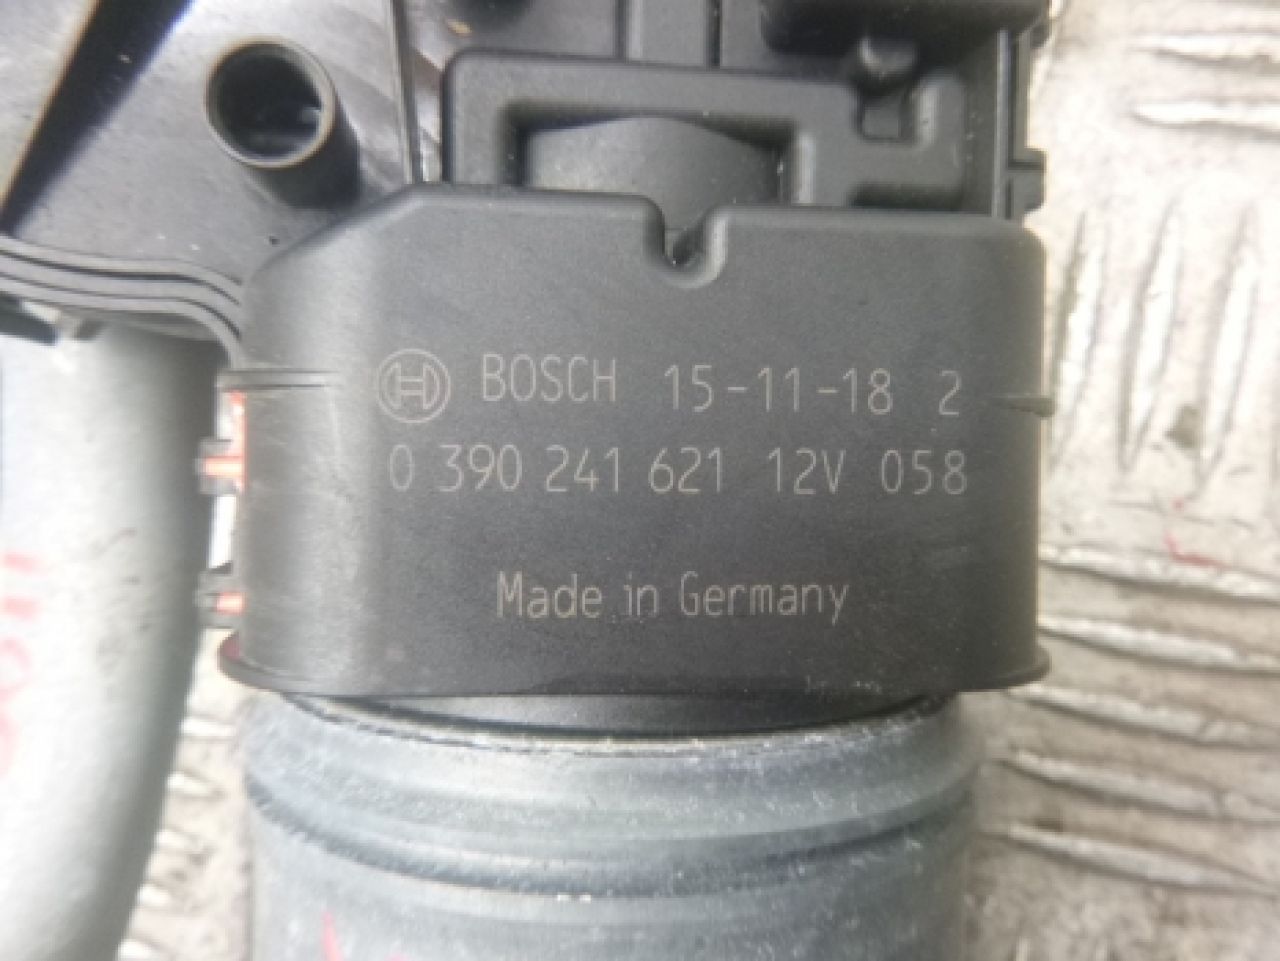 BOSCH 15-11-18 2
0 390 241 621 12V 058
Made in Germany